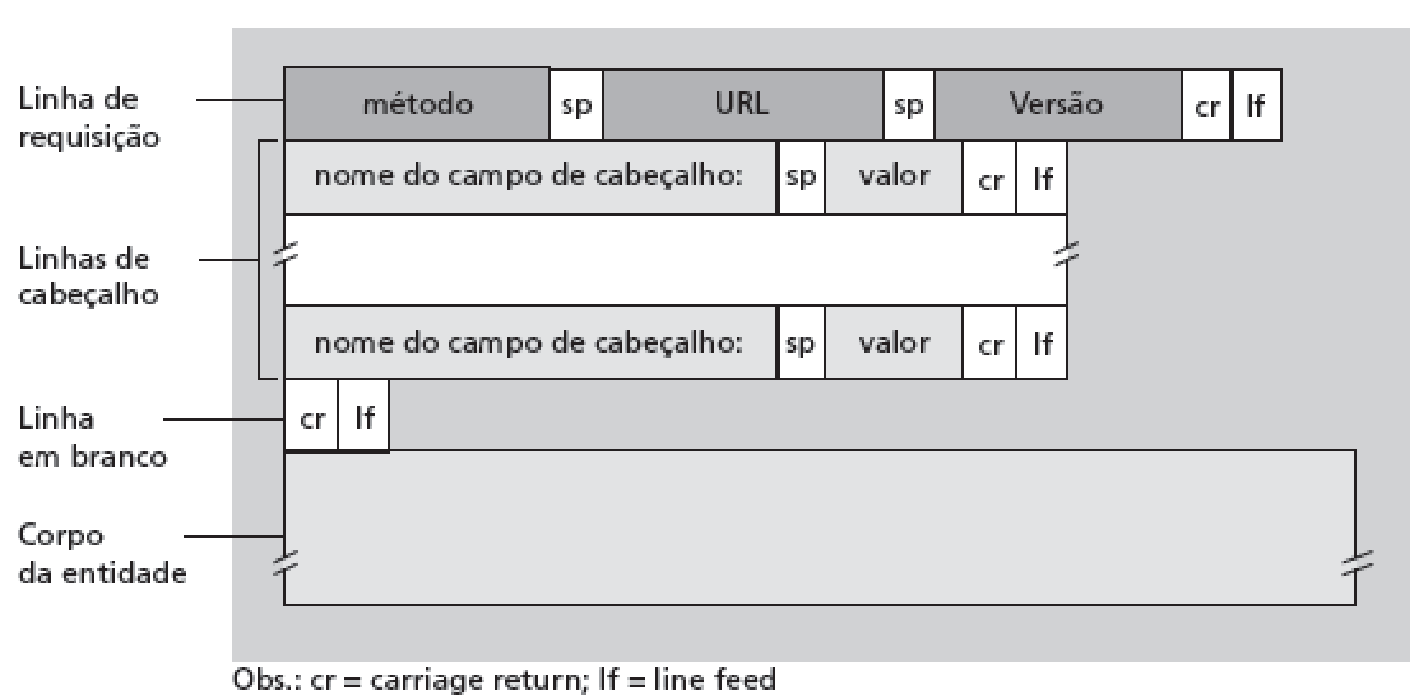 Linha de
requisição
método sp URL sp Versão cr lf
nome do campo de cabeçalho: sp valor cr lf
Linhas de
cabeçalho
nome do campo de cabeçalho: sp valor cr lf
Linha
em branco
cr lf
Corpo
da entidade
Obs.: cr = carriage return; lf = line feed